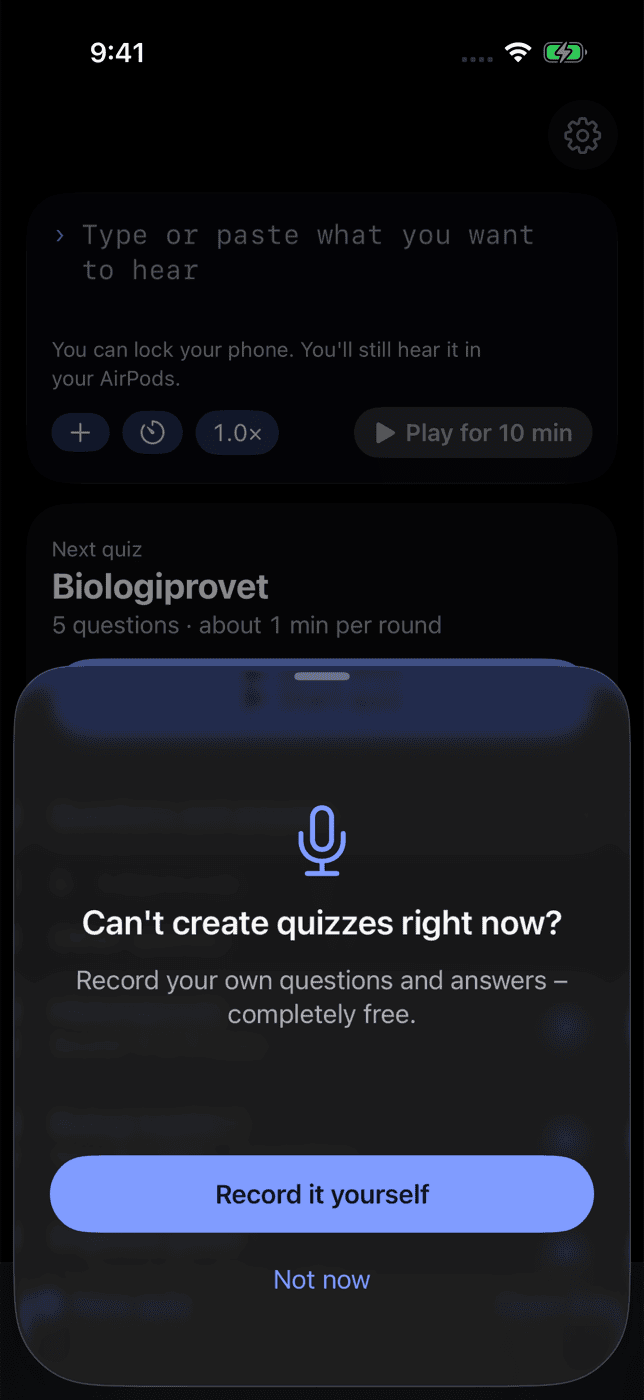 9:41
› Type or paste what you want
to hear
You can lock your phone. You'll still hear it in
your AirPods.
1.0×
Play for 10 min
Next quiz
Biologiprovet
5 questions · about 1 min per round
Can't create quizzes right now?
Record your own questions and answers –
completely free.
Record it yourself
Not now